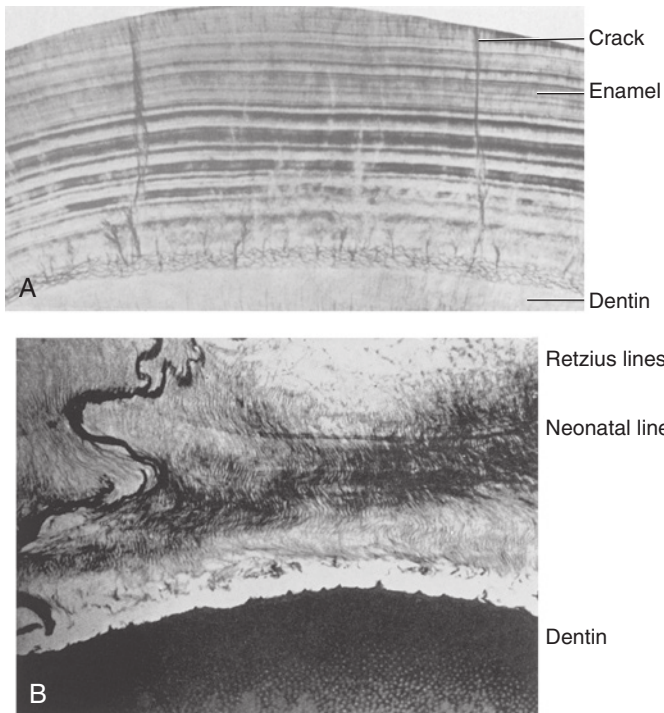 Crack
Enamel
A
Dentin
Retzius lines
Neonatal line
Dentin
B